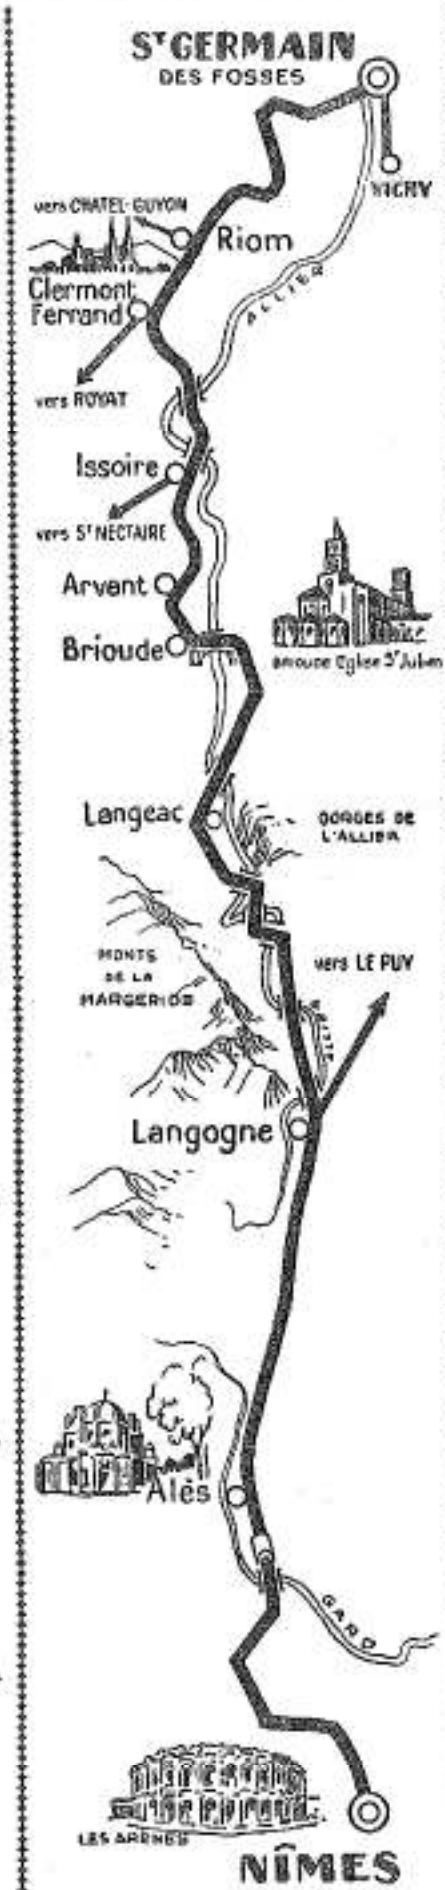 ST GERMAIN
DES FOSSES
VICHY
vers CHATEL-GUYON
Riom
Clermont
Ferrand
ALLIER
vers ROYAT
Issoire
vers ST NECTAIRE
Arvant
Brioude
BRIOUDE Eglise ST Julien
Langeac
GORGES DE
L'ALLIER
MONTS
DE LA
MARGERIDE
vers LE PUY
Langogne
Alès
GARD
LES ARÈNES
NÎMES